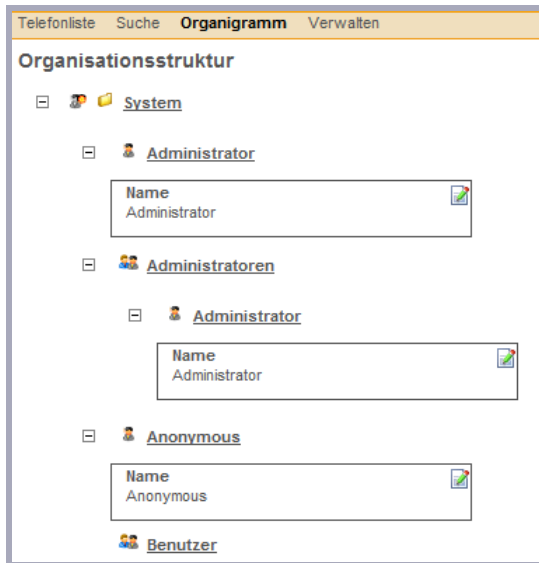 Telefonliste Suche Organigramm Verwalten
Organisationsstruktur
System
Administrator
Name
Administrator
Administratoren
Administrator
Name
Administrator
Anonymous
Name
Anonymous
Benutzer